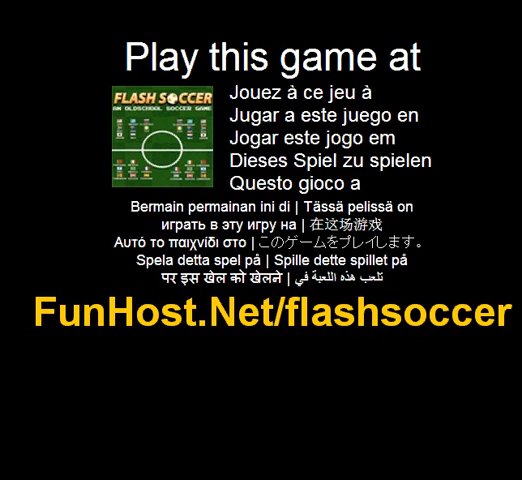 Play this game at
FLASH SOCCER
AN OLDSCHOOL SOCCER GAME
Jouez à ce jeu à
Jugar a este juego en
Jogar este jogo em
Dieses Spiel zu spielen
Questo gioco a
Bermain permainan ini di | Tässä pelissä on
играть в эту игру на | 在这场游戏
Αυτό το παιχνίδι στο | このゲームをプレイします。
Spela detta spel på | Spille dette spillet på
पर इस खेल को खेलने | تلعب هذه اللعبة في
FunHost.Net/flashsoccer